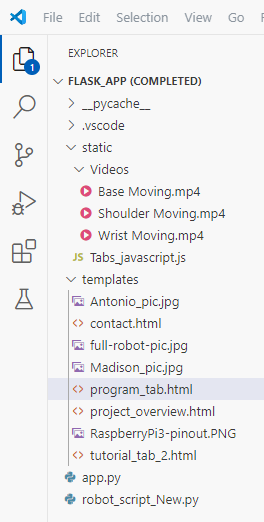 File Edit Selection View Go
EXPLORER
1
FLASK_APP (COMPLETED)
__pycache__
.vscode
static
Videos
Base Moving.mp4
Shoulder Moving.mp4
Wrist Moving.mp4
JS Tabs_javascript.js
templates
Antonio_pic.jpg
contact.html
full-robot-pic.jpg
Madison_pic.jpg
program_tab.html
project_overview.html
RaspberryPi3-pinout.PNG
tutorial_tab_2.html
app.py
robot_script_New.py